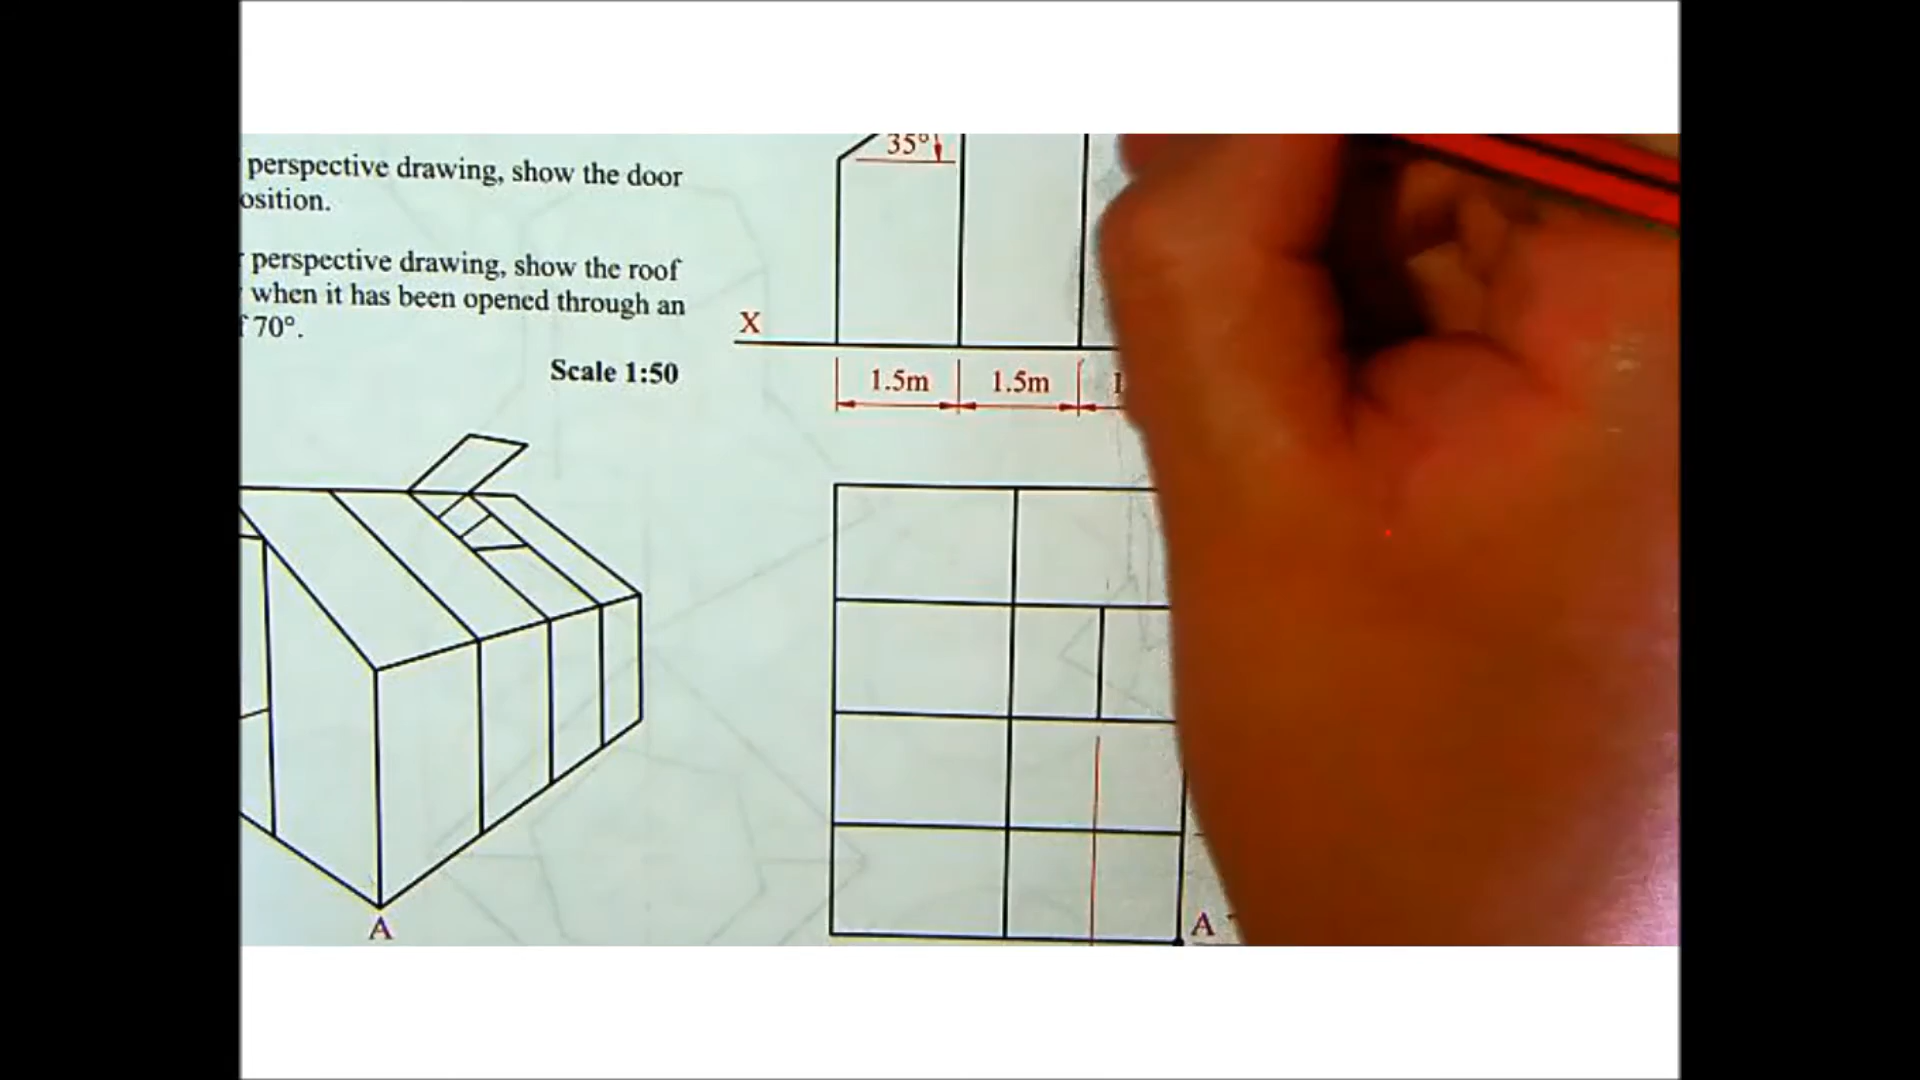 perspective drawing, show the door
osition.
perspective drawing, show the roof
when it has been opened through an
70°.
Scale 1:50
A
35°
X
1.5m
1.5m
1
A